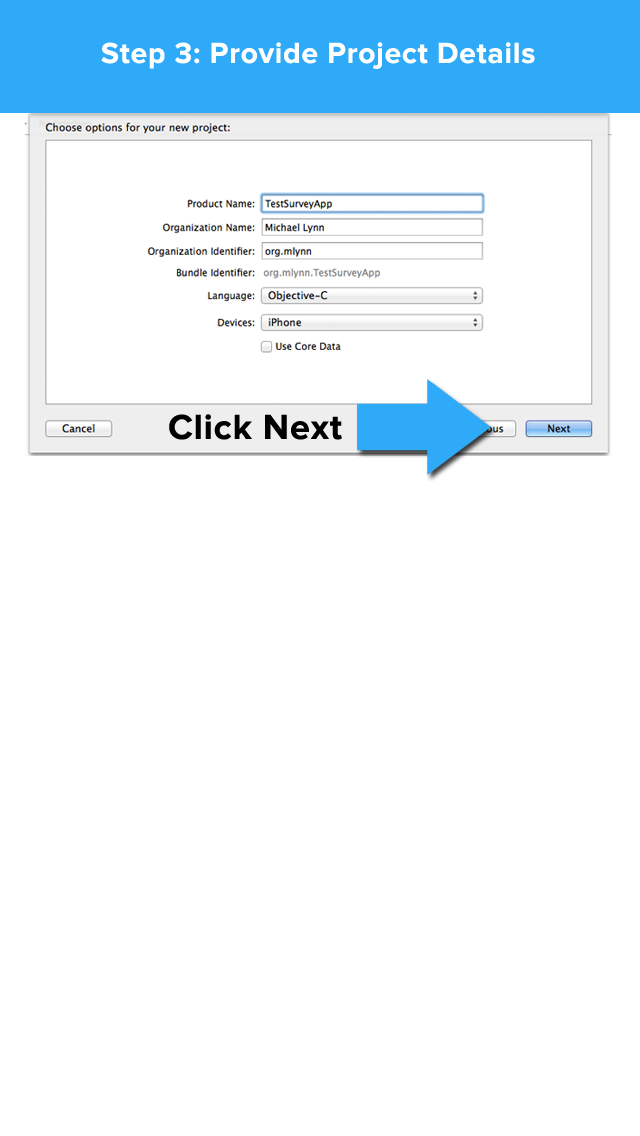 Step 3: Provide Project Details
Choose options for your new project:
Product Name: TestSurveyApp
Organization Name: Michael Lynn
Organization Identifier: org.mlynn
Bundle Identifier: org.mlynn.TestSurveyApp
Language: Objective-C
Devices: iPhone
Use Core Data
Cancel Click Next Next